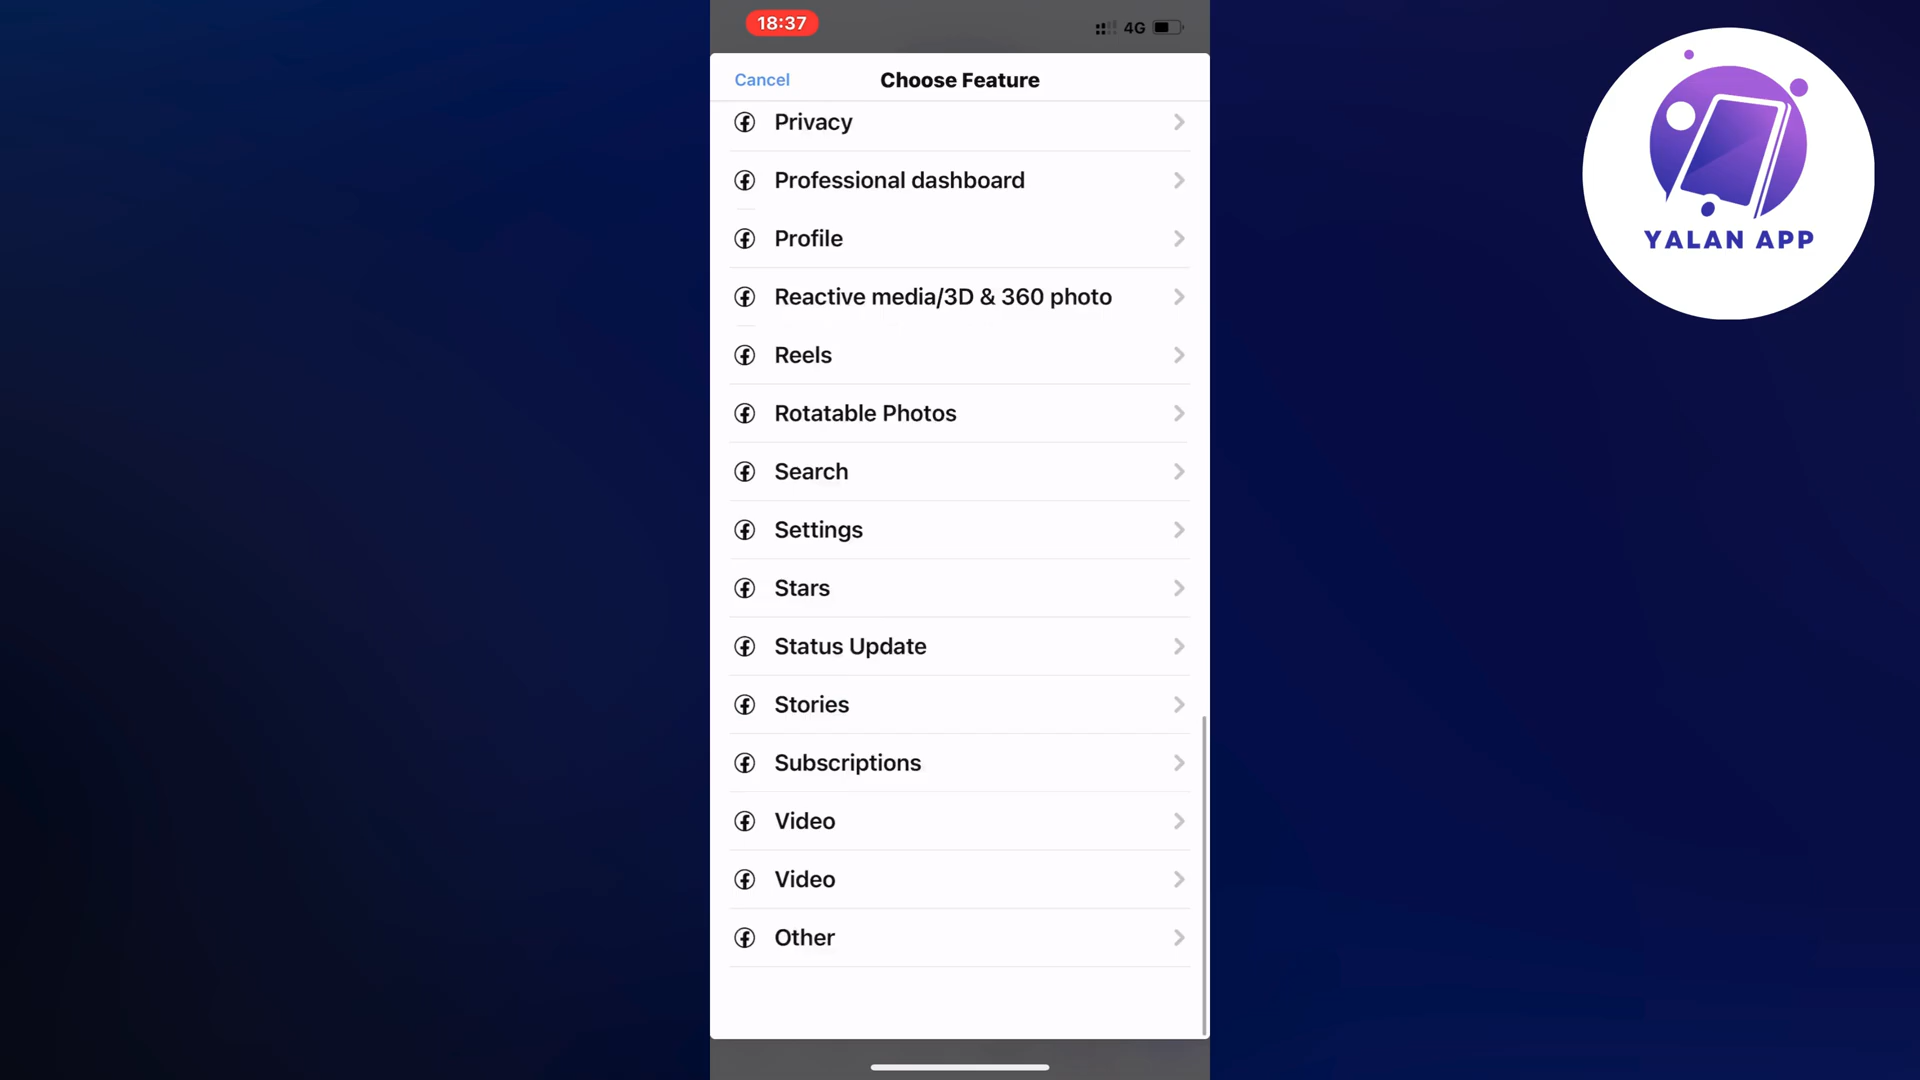 18:37
4G
Cancel
Choose Feature
Privacy
Professional dashboard
Profile
Reactive media/3D & 360 photo
Reels
Rotatable Photos
Search
Settings
Stars
Status Update
Stories
Subscriptions
Video
Video
Other
YALAN APP